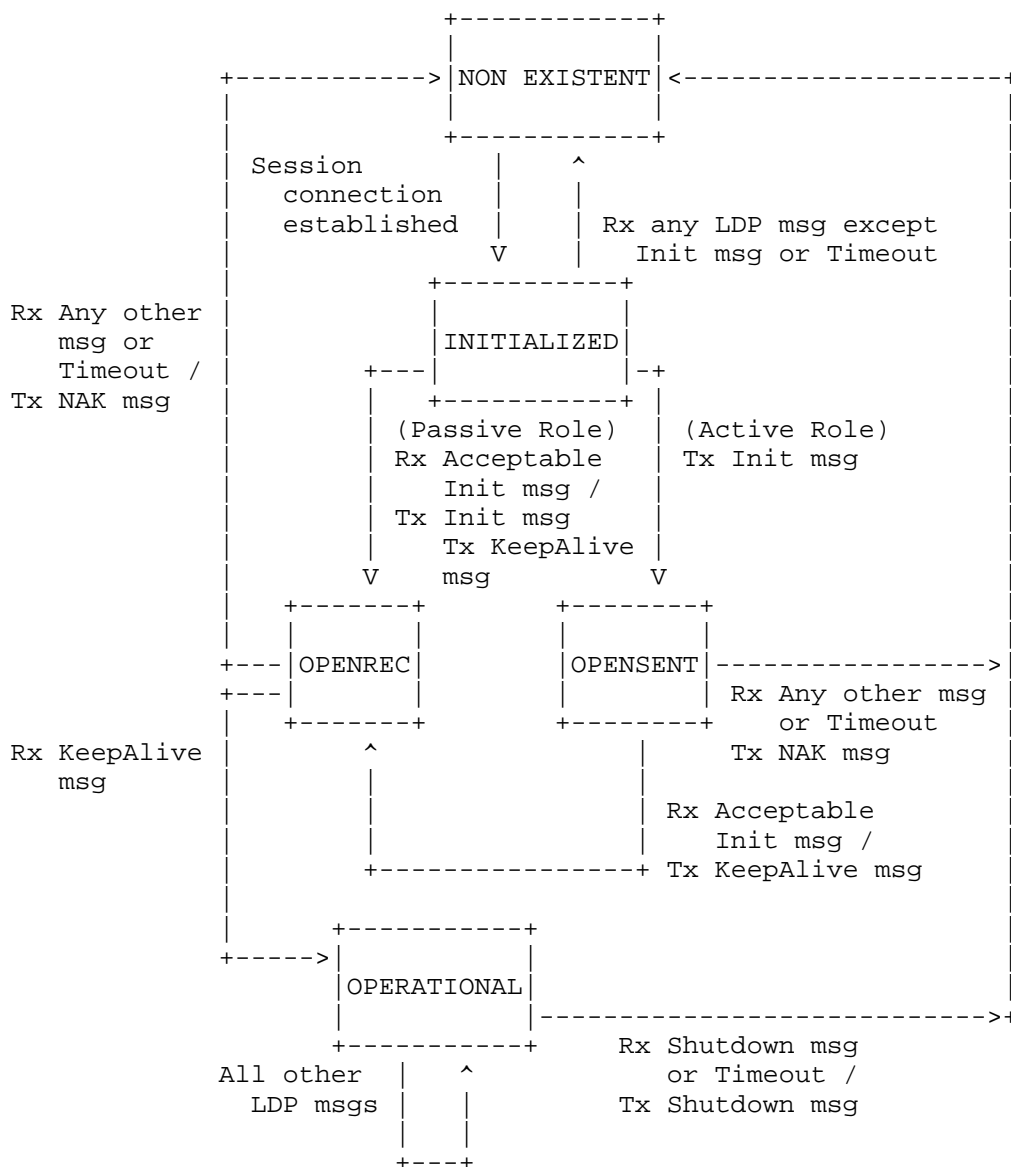 NON EXISTENT
Session
connection
established
Rx any LDP msg except
Init msg or Timeout
Rx Any other
msg or
Timeout /
Tx NAK msg
INITIALIZED
(Passive Role)
Rx Acceptable
Init msg /
Tx Init msg
Tx KeepAlive
msg
(Active Role)
Tx Init msg
OPENREC
OPENSENT
Rx Any other msg
or Timeout
Tx NAK msg
Rx KeepAlive
msg
Rx Acceptable
Init msg /
Tx KeepAlive msg
OPERATIONAL
Rx Shutdown msg
or Timeout /
Tx Shutdown msg
All other
LDP msgs